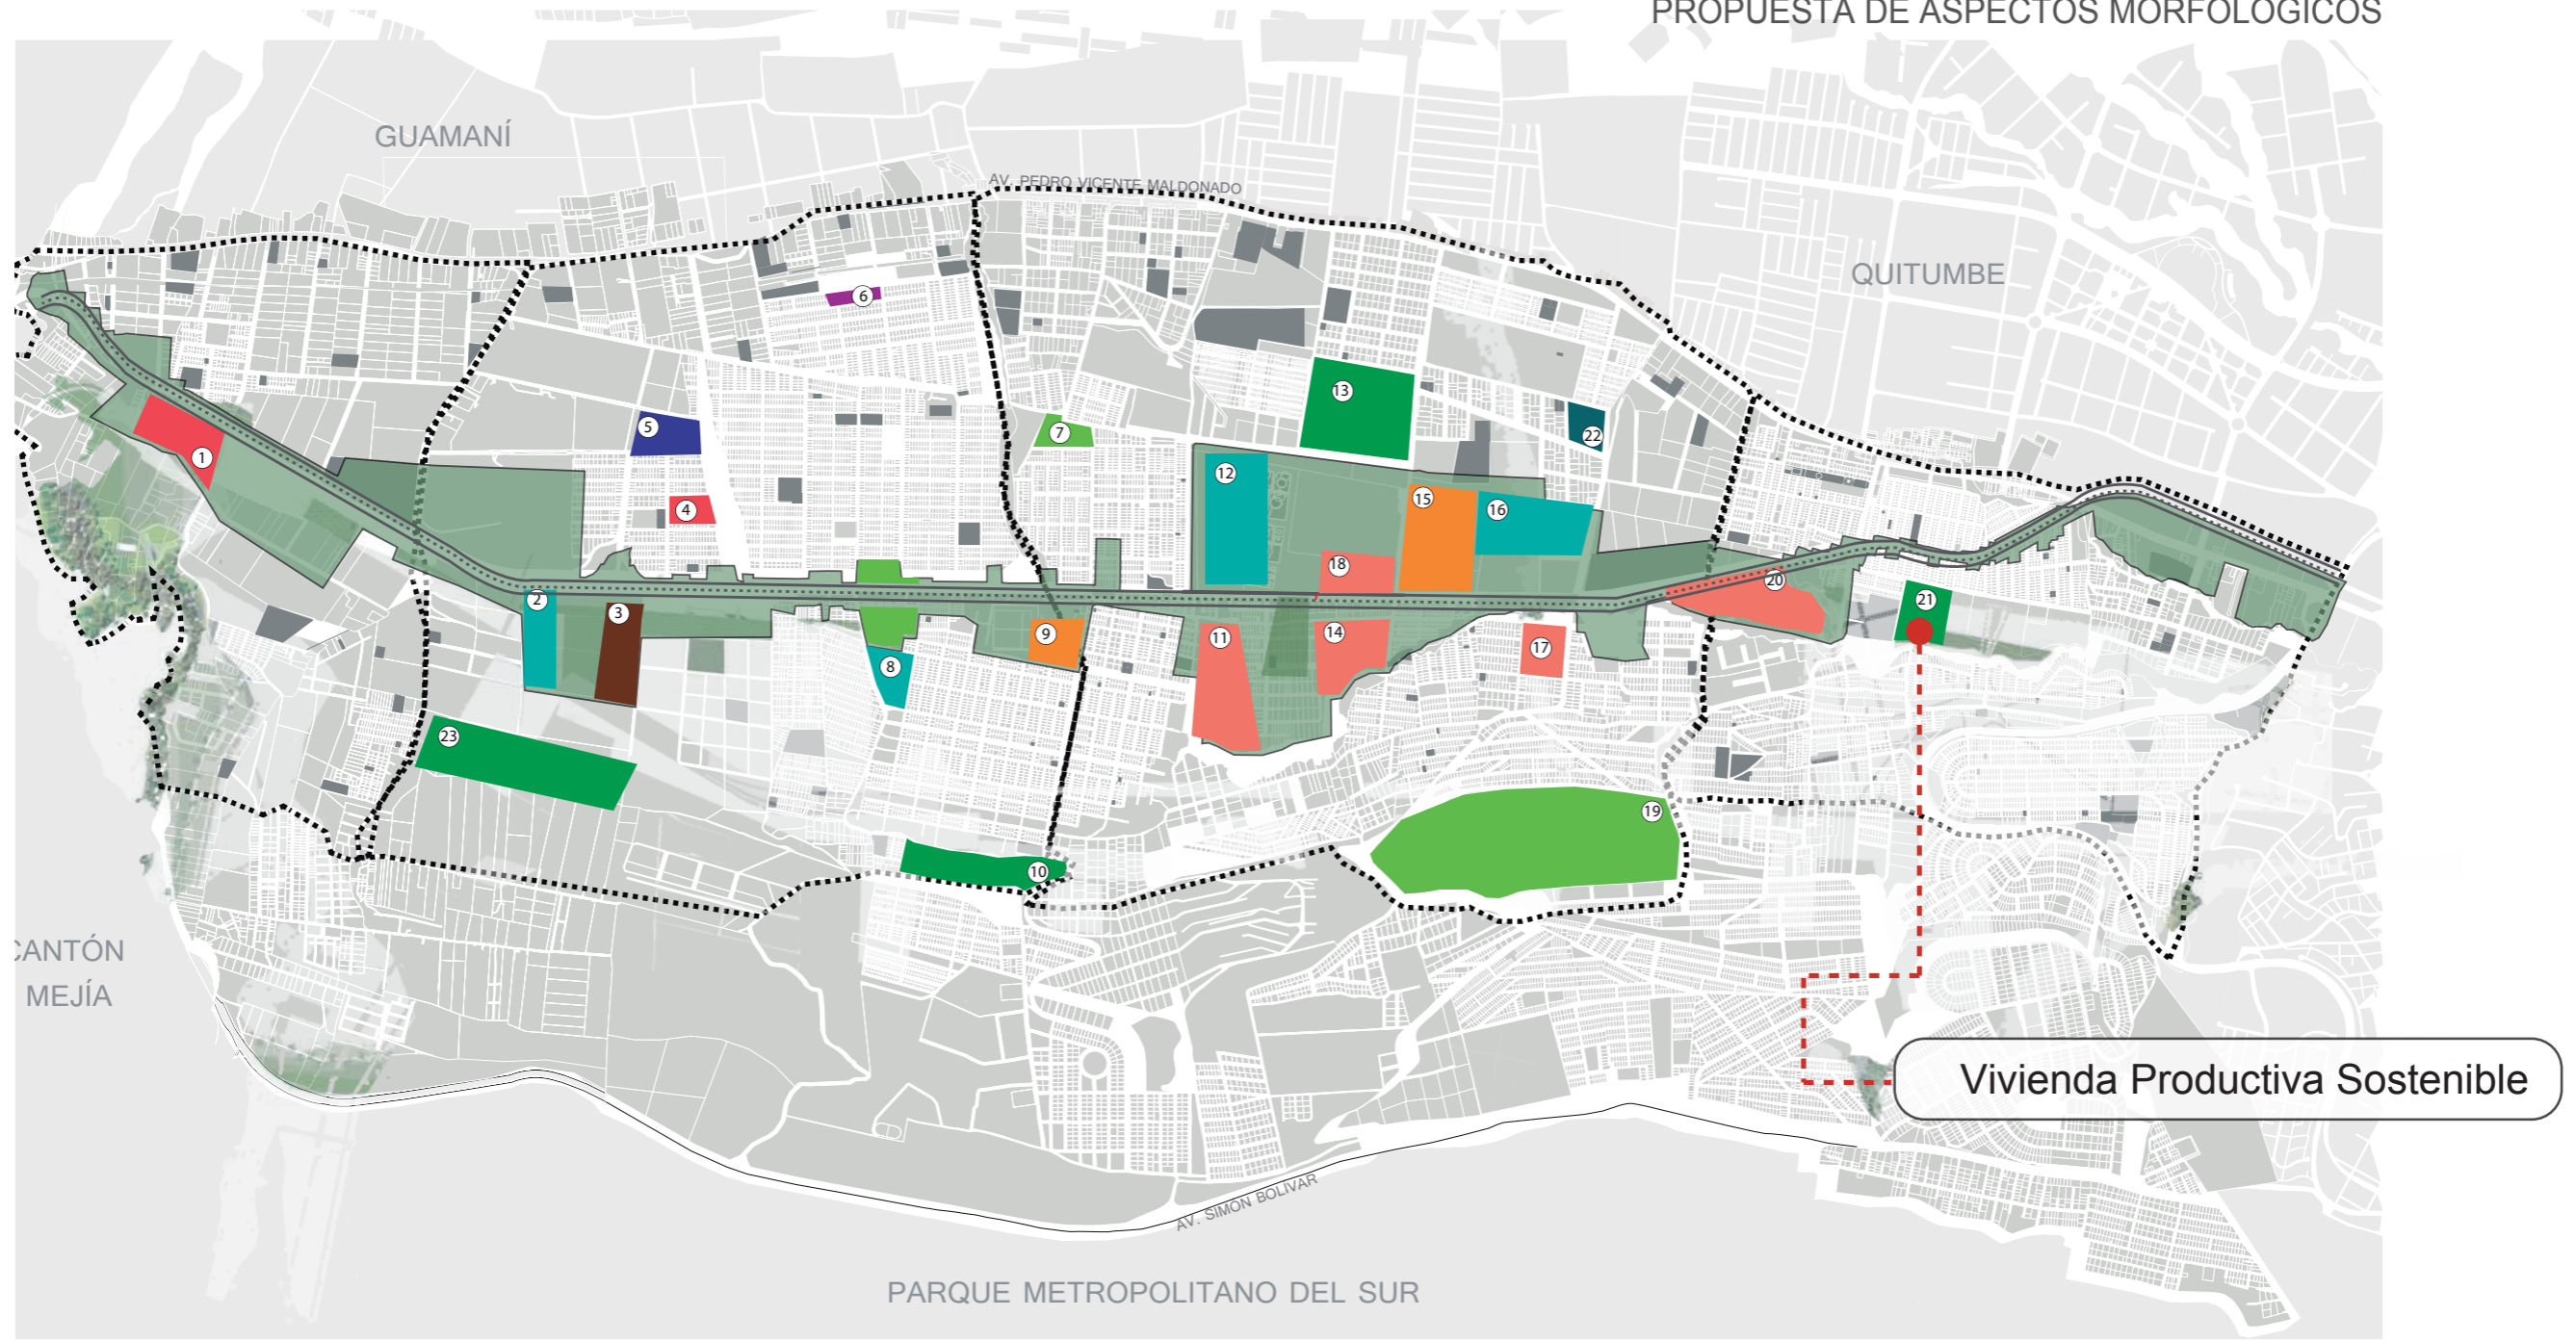 PROPUESTA DE ASPECTOS MORFOLÓGICOS
GUAMANÍ
AV. PEDRO VICENTE MALDONADO
QUITUMBE
6
13
5
7
22
1
12
15
16
4
18
20
2
3
21
9
11
14
17
8
23
19
10
CANTÓN
MEJÍA
Vivienda Productiva Sostenible
AV. SIMÓN BOLÍVAR
PARQUE METROPOLITANO DEL SUR